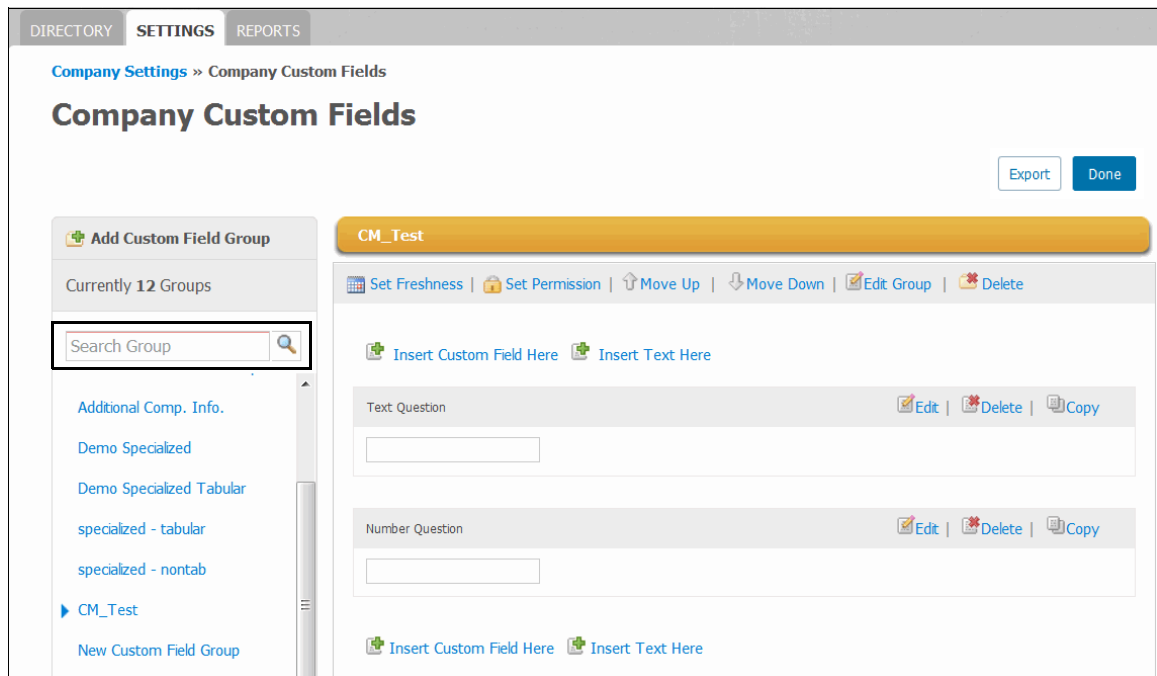 DIRECTORY SETTINGS REPORTS
Company Settings » Company Custom Fields
Company Custom Fields
Export Done
Add Custom Field Group
Currently 12 Groups
Search Group
Additional Comp. Info.
Demo Specialized
Demo Specialized Tabular
specialized - tabular
specialized - nontab
CM_Test
New Custom Field Group
CM_Test
Set Freshness | Set Permission | Move Up | Move Down | Edit Group | Delete
Insert Custom Field Here Insert Text Here
Text Question Edit | Delete | Copy
Number Question Edit | Delete | Copy
Insert Custom Field Here Insert Text Here